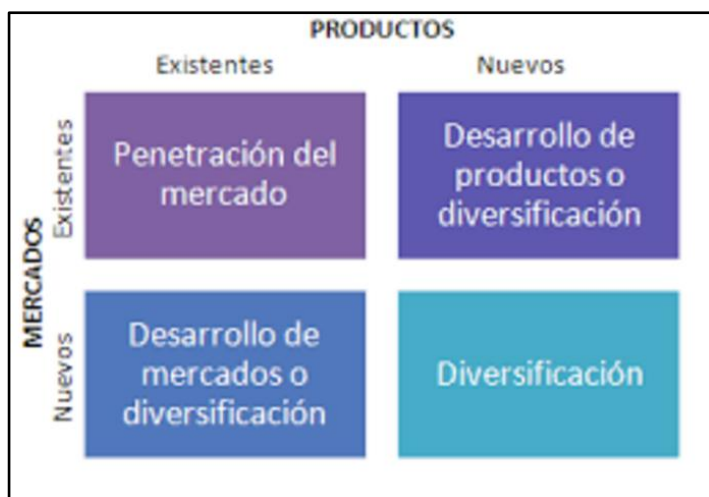 PRODUCTOS
Existentes
Nuevos
MERCADOS
Existentes
Penetración del
mercado
Desarrollo de
productos o
diversificación
Nuevos
Desarrollo de
mercados o
diversificación
Diversificación